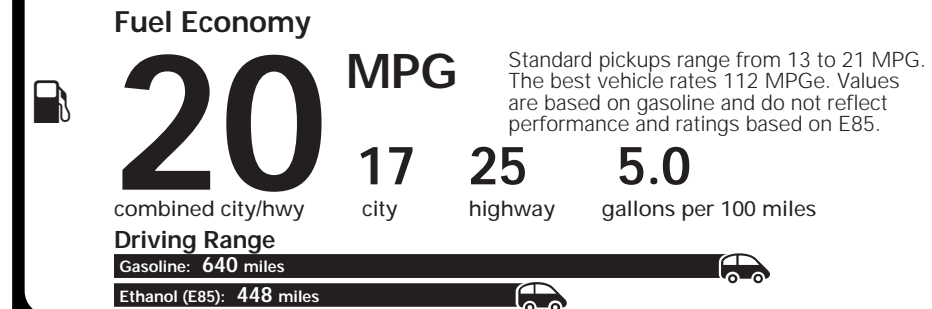 Fuel Economy
20
MPG
Standard pickups range from 13 to 21 MPG.
The best vehicle rates 112 MPGe. Values
are based on gasoline and do not reflect
performance and ratings based on E85.
17 25 5.0
combined city/hwy city highway gallons per 100 miles
Driving Range
Gasoline: 640 miles
Ethanol (E85): 448 miles